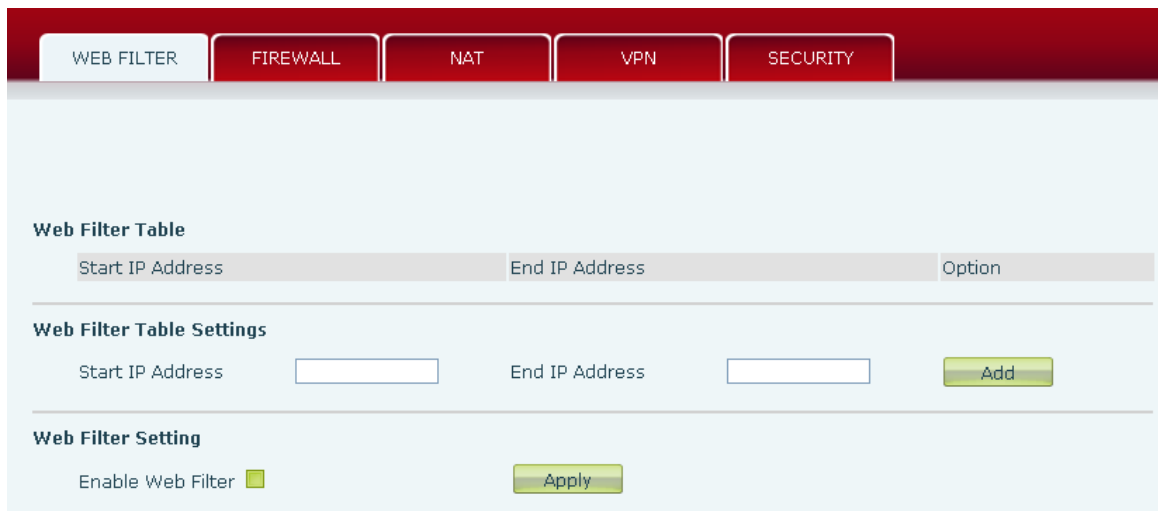 WEB FILTER FIREWALL NAT VPN SECURITY
Web Filter Table
Start IP Address End IP Address Option
Web Filter Table Settings
Start IP Address End IP Address Add
Web Filter Setting
Enable Web Filter Apply